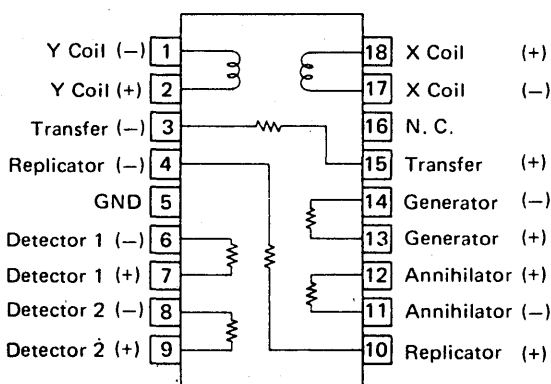 Y Coil (−) 1 18 X Coil (+)
Y Coil (+) 2 17 X Coil (−)
Transfer (−) 3 16 N. C.
Replicator (−) 4 15 Transfer (+)
GND 5 14 Generator (−)
Detector 1 (−) 6 13 Generator (+)
Detector 1 (+) 7 12 Annihilator (+)
Detector 2 (−) 8 11 Annihilator (−)
Detector 2 (+) 9 10 Replicator (+)